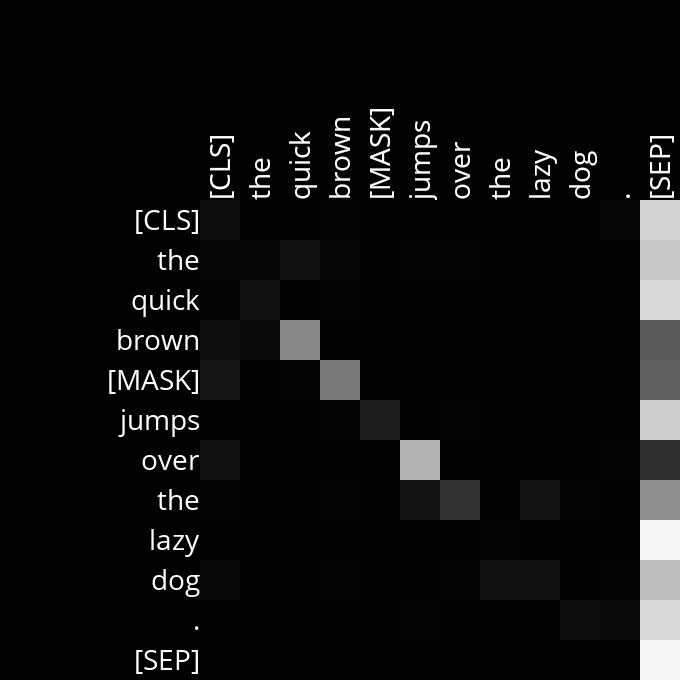 [CLS] the quick brown [MASK] jumps over the lazy dog . [SEP]
[CLS]
the
quick
brown
[MASK]
jumps
over
the
lazy
dog
.
[SEP]